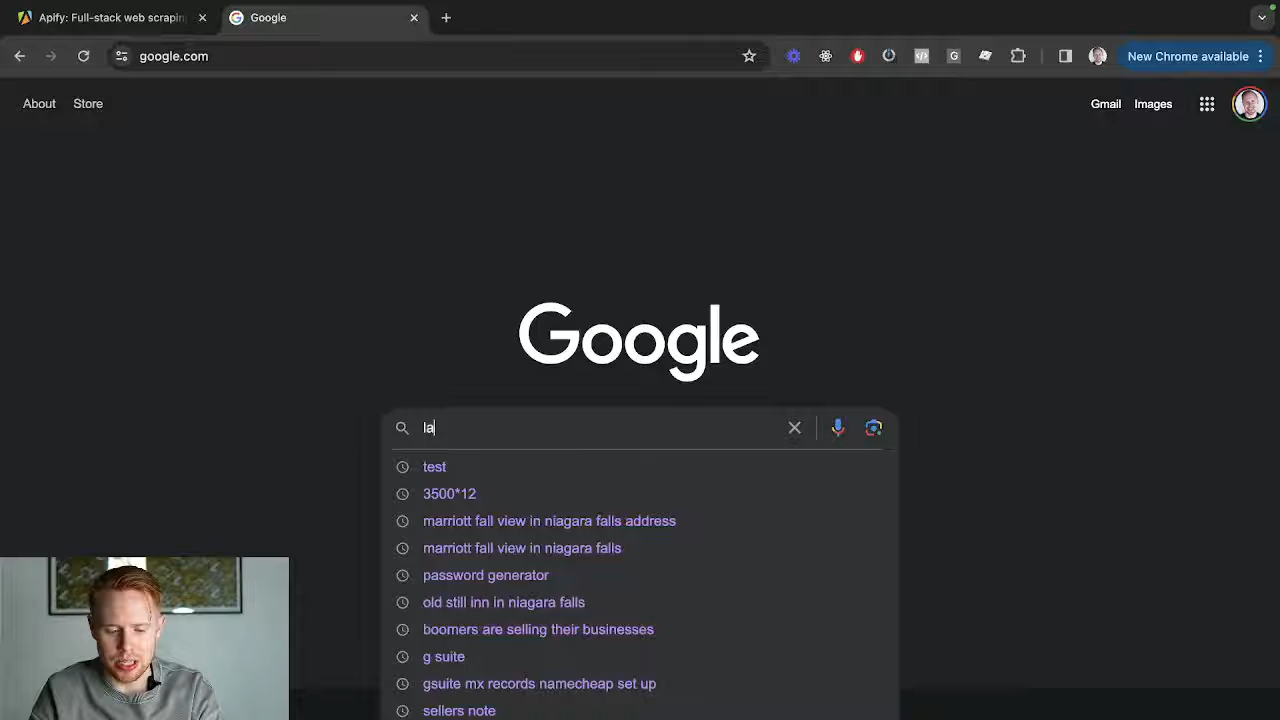 Apify: Full-stack web scrapin
Google
google.com
New Chrome available
About
Store
Gmail
Images
Google
la
test
3500*12
marriott fall view in niagara falls address
marriott fall view in niagara falls
password generator
old still inn in niagara falls
boomers are selling their businesses
g suite
gsuite mx records namecheap set up
sellers note